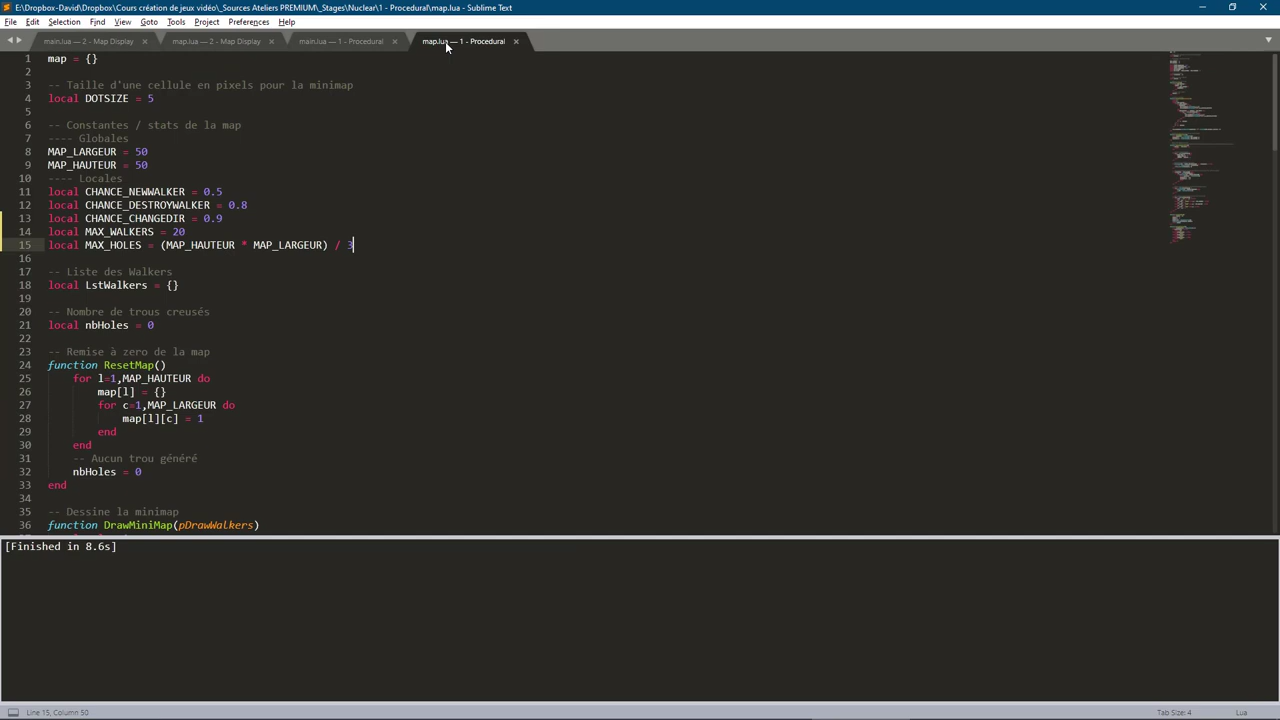 E:\Dropbox-David\Dropbox\Cours création de jeux vidéo\_Sources Ateliers PREMIUM\_Stages\Nuclear\1 - Procedural\map.lua - Sublime Text
File Edit Selection Find View Goto Tools Project Preferences Help
main.lua — 2 - Map Display map.lua — 2 - Map Display main.lua — 1 - Procedural map.lua — 1 - Procedural
1 map = {}
2
3 -- Taille d'une cellule en pixels pour la minimap
4 local DOTSIZE = 5
5
6 -- Constantes / stats de la map
7 ---- Globales
8 MAP_LARGEUR = 50
9 MAP_HAUTEUR = 50
10 ---- Locales
11 local CHANCE_NEWWALKER = 0.5
12 local CHANCE_DESTROYWALKER = 0.8
13 local CHANCE_CHANGEDIR = 0.9
14 local MAX_WALKERS = 20
15 local MAX_HOLES = (MAP_HAUTEUR * MAP_LARGEUR) / 3
16
17 -- Liste des Walkers
18 local LstWalkers = {}
19
20 -- Nombre de trous creusés
21 local nbHoles = 0
22
23 -- Remise à zero de la map
24 function ResetMap()
25 for l=1,MAP_HAUTEUR do
26 map[l] = {}
27 for c=1,MAP_LARGEUR do
28 map[l][c] = 1
29 end
30 end
31 -- Aucun trou généré
32 nbHoles = 0
33 end
34
35 -- Dessine la minimap
36 function DrawMiniMap(pDrawWalkers)
[Finished in 8.6s]
Line 15, Column 50 Tab Size: 4 Lua